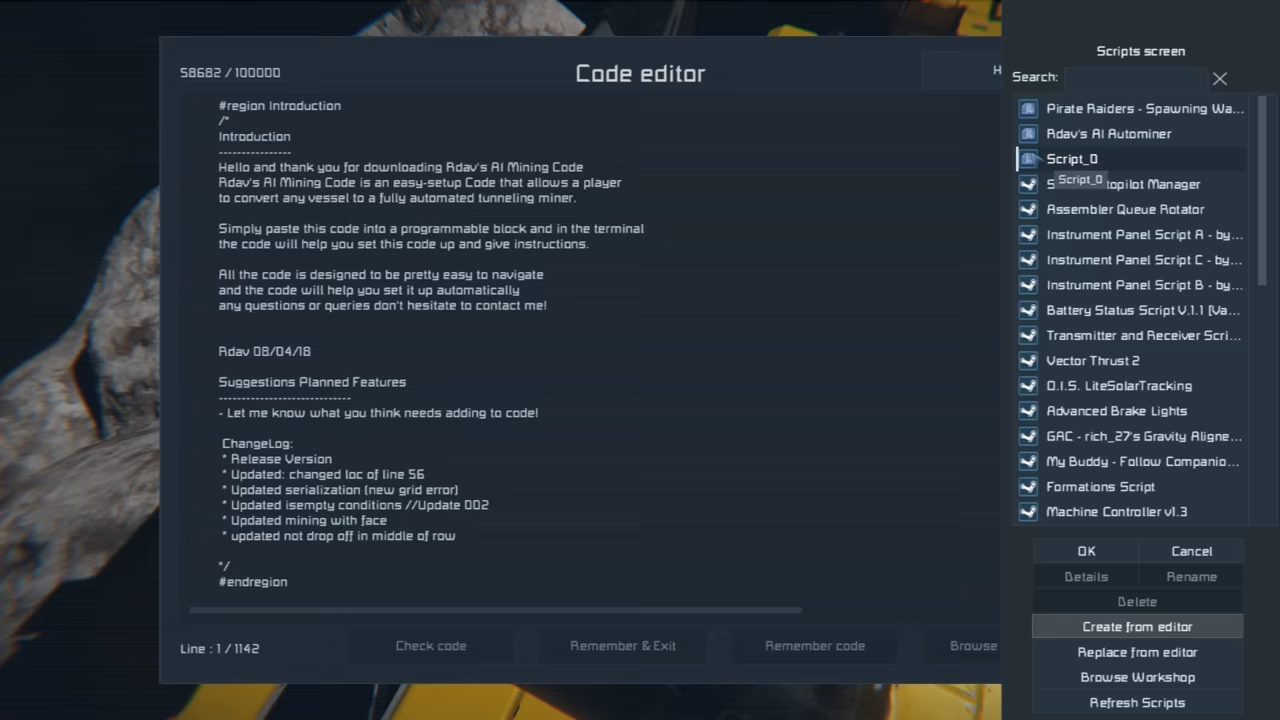 58682 / 100000
Code editor
H
#region Introduction
/*
Introduction
----------------
Hello and thank you for downloading Rdav's AI Mining Code
Rdav's AI Mining Code is an easy-setup Code that allows a player
to convert any vessel to a fully automated tunneling miner.
Simply paste this code into a programmable block and in the terminal
the code will help you set this code up and give instructions.
All the code is designed to be pretty easy to navigate
and the code will help you set it up automatically
any questions or queries don't hesitate to contact me!
Rdav 08/04/18
Suggestions Planned Features
-----------------------------
- Let me know what you think needs adding to code!
ChangeLog:
* Release Version
* Updated: changed loc of line 56
* Updated serialization (new grid error)
* Updated isempty conditions //Update 002
* Updated mining with face
* updated not drop off in middle of row
*/
#endregion
Line : 1 / 1142
Check code
Remember & Exit
Remember code
Browse
Scripts screen
Search:
Pirate Raiders - Spawning Wa...
Rdav's AI Autominer
Script_0
Script_0
S topilot Manager
Assembler Queue Rotator
Instrument Panel Script A - by...
Instrument Panel Script C - by...
Instrument Panel Script B - by...
Battery Status Script V.1.1 [Va...
Transmitter and Receiver Scri...
Vector Thrust 2
O.I.S. LiteSolarTracking
Advanced Brake Lights
GAC - rich_27's Gravity Aligne...
My Buddy - Follow Companio...
Formations Script
Machine Controller v1.3
OK
Cancel
Details
Rename
Delete
Create from editor
Replace from editor
Browse Workshop
Refresh Scripts